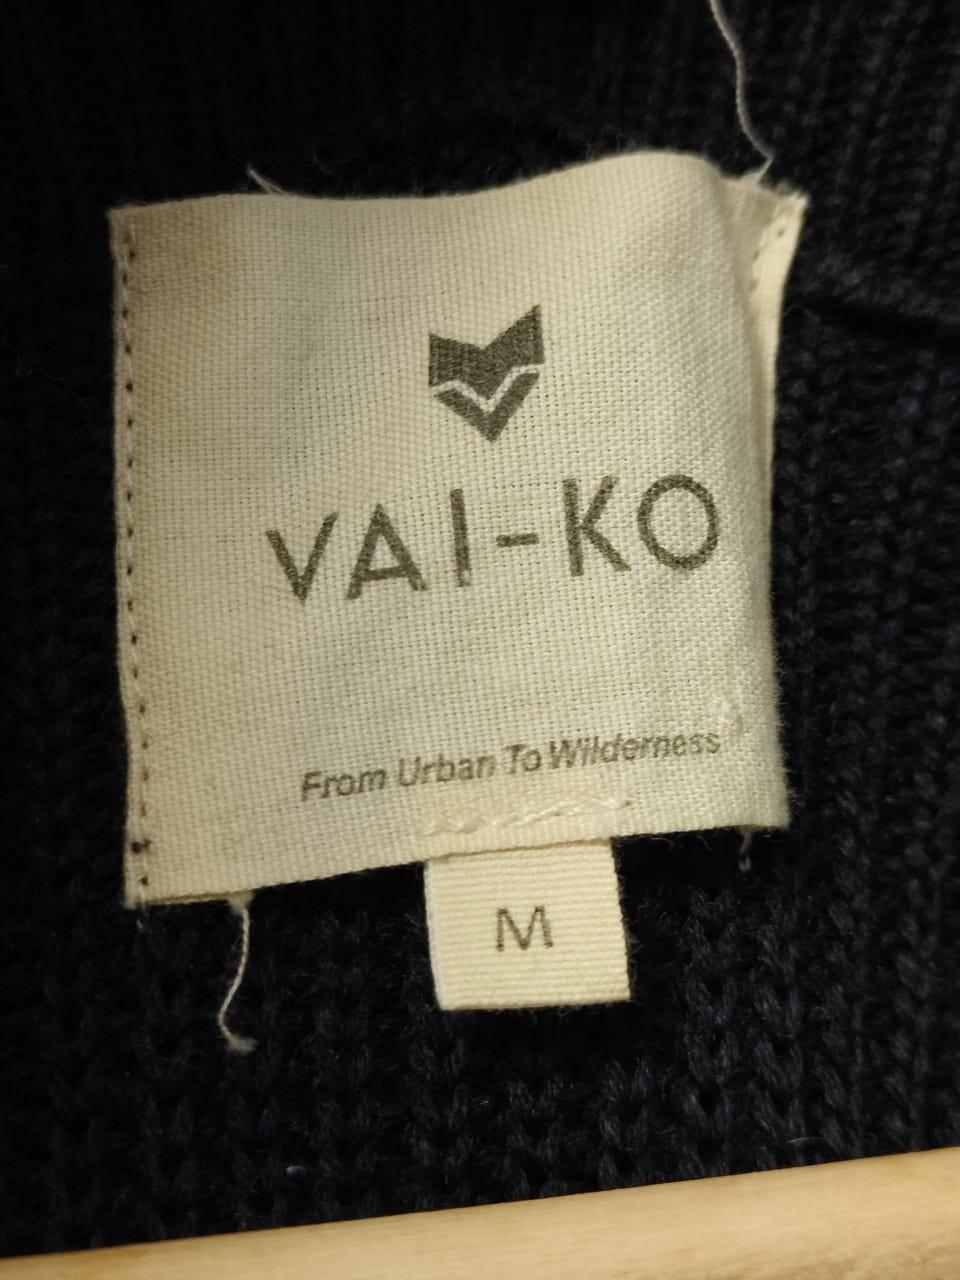 VAI-KO
From Urban To Wilderness
M